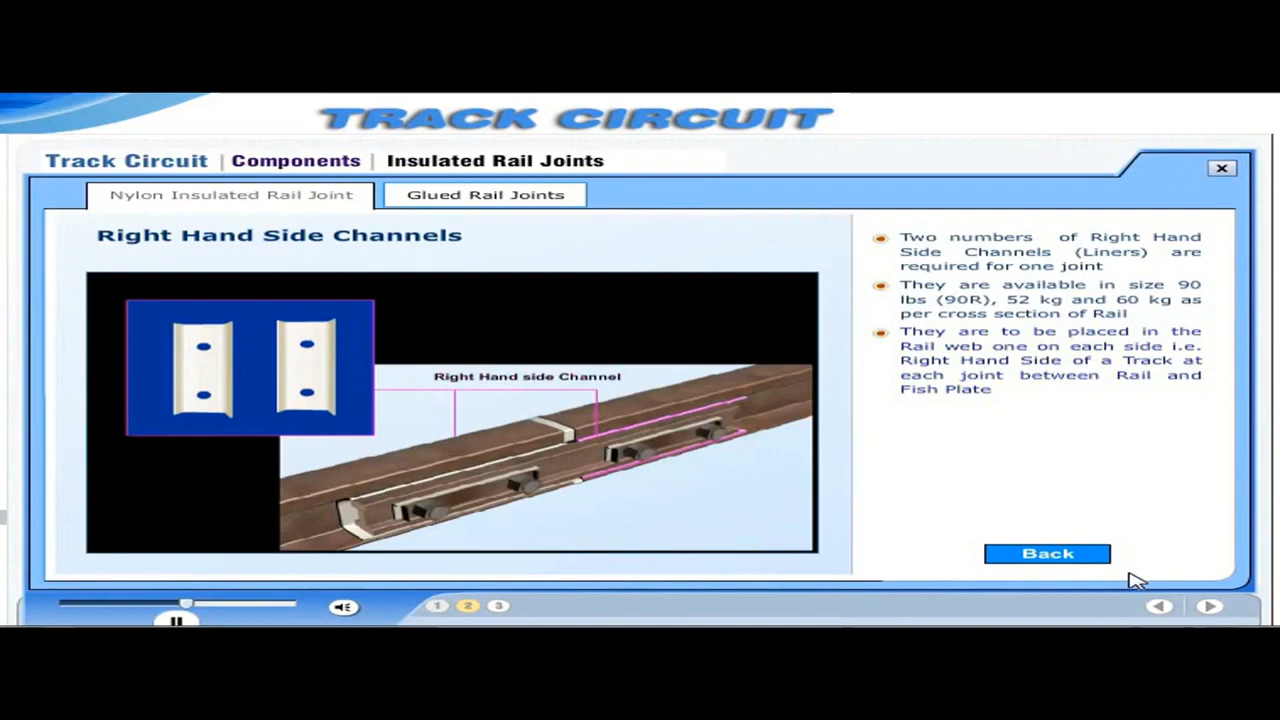 TRACK CIRCUIT
Track Circuit | Components | Insulated Rail Joints
Nylon Insulated Rail Joint
Glued Rail Joints
Right Hand Side Channels
Right Hand side Channel
Two numbers of Right Hand
Side Channels (Liners) are
required for one joint
They are available in size 90
lbs (90R), 52 kg and 60 kg as
per cross section of Rail
They are to be placed in the
Rail web one on each side i.e.
Right Hand Side of a Track at
each joint between Rail and
Fish Plate
Back
1 2 3